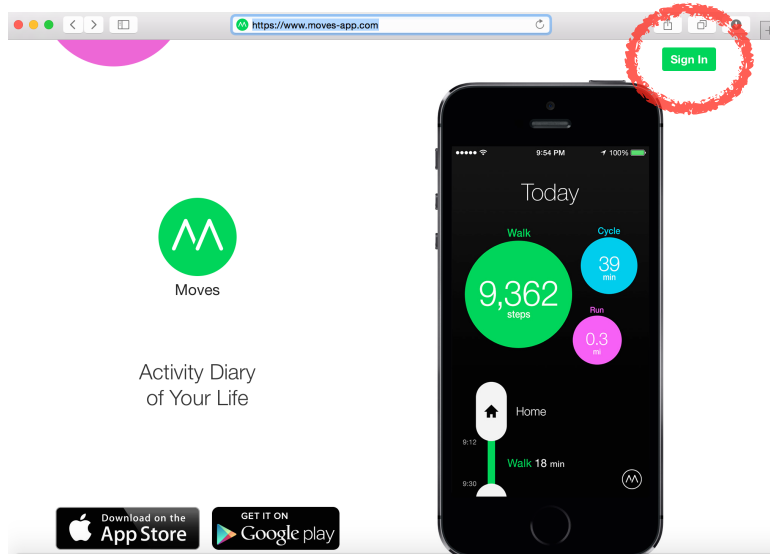 https://www.moves-app.com
Sign In
9:54 PM
100%
Today
Walk
9,362
steps
Cycle
39
min
Run
0.3
mi
Moves
Activity Diary
of Your Life
Home
9:12
Walk 18 min
9:30
Download on the
App Store
GET IT ON
Google play